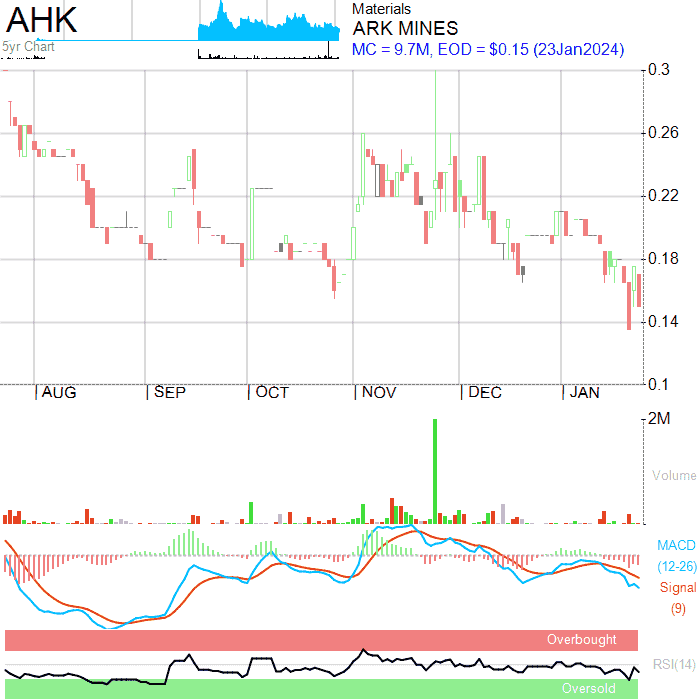 AHK
5yr Chart
Materials
ARK MINES
MC = 9.7M, EOD = $0.15 (23Jan2024)
0.3
0.26
0.22
0.18
0.14
0.1
AUG SEP OCT NOV DEC JAN
2M
Volume
MACD
(12-26)
Signal
(9)
Overbought
RSI(14)
Oversold